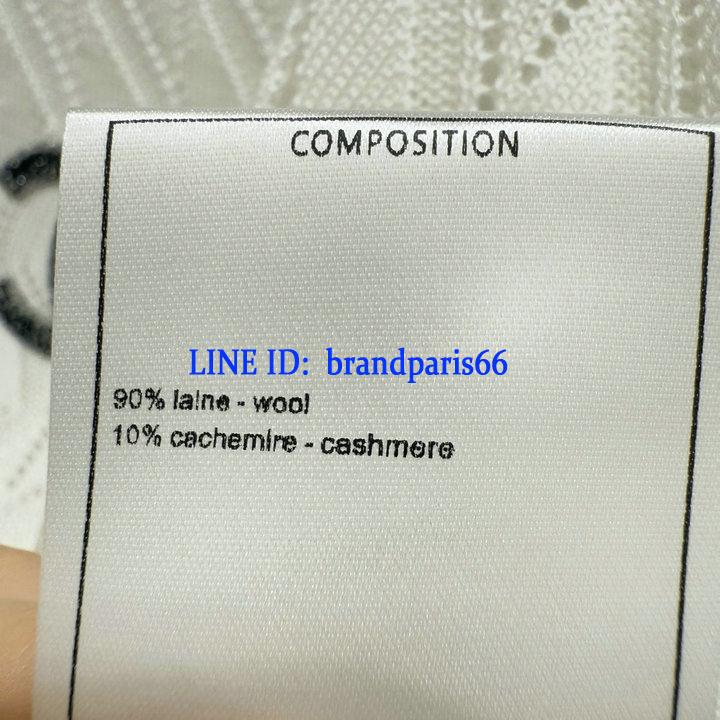 COMPOSITION
LINE ID: brandparis66
90% laine - wool
10% cachemire - cashmere